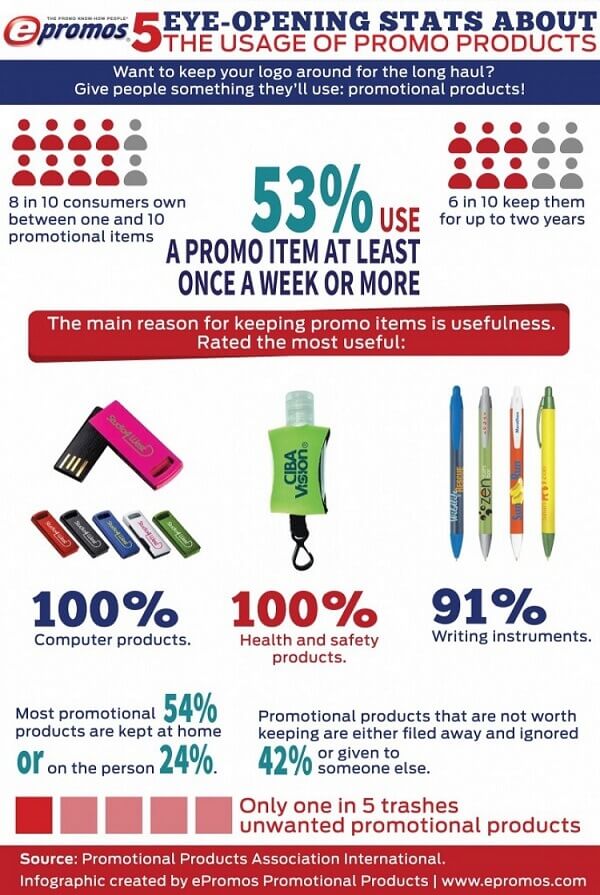 THE PROMO KNOW-HOW PEOPLE®
epromos®
5 EYE-OPENING STATS ABOUT
THE USAGE OF PROMO PRODUCTS
Want to keep your logo around for the long haul?
Give people something they'll use: promotional products!
8 in 10 consumers own
between one and 10
promotional items
53% USE
A PROMO ITEM AT LEAST
ONCE A WEEK OR MORE
6 in 10 keep them
for up to two years
The main reason for keeping promo items is usefulness.
Rated the most useful:
CIBA
Vision®
zen
100%
Computer products.
100%
Health and safety
products.
91%
Writing instruments.
Most promotional 54%
products are kept at home
or on the person 24%.
Promotional products that are not worth
keeping are either filed away and ignored
42% or given to
someone else.
Only one in 5 trashes
unwanted promotional products
Source: Promotional Products Association International.
Infographic created by ePromos Promotional Products | www.epromos.com